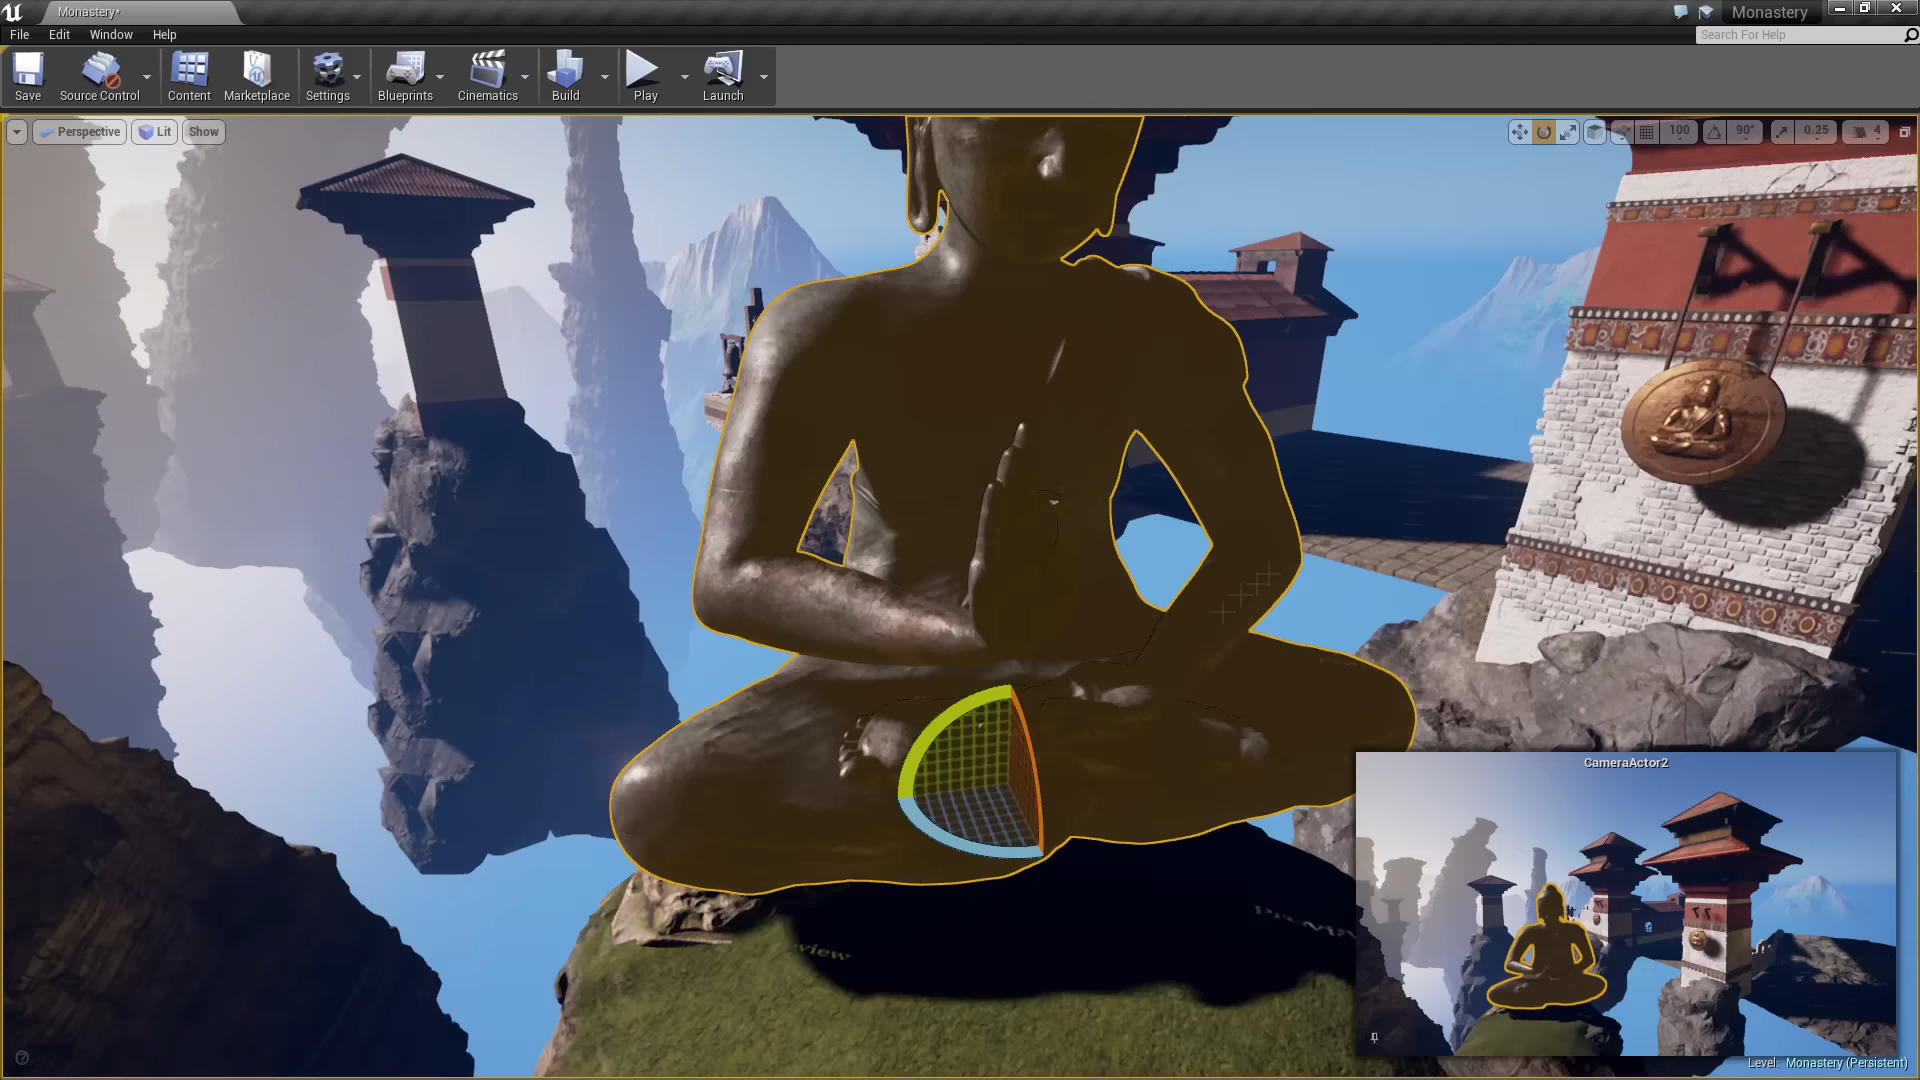 Monastery*
Monastery
File Edit Window Help
Search For Help
Save Source Control Content Marketplace Settings Blueprints Cinematics Build Play Launch
Perspective Lit Show
100 90° 0.25 4
CameraActor2
view
Level: Monastery (Persistent)